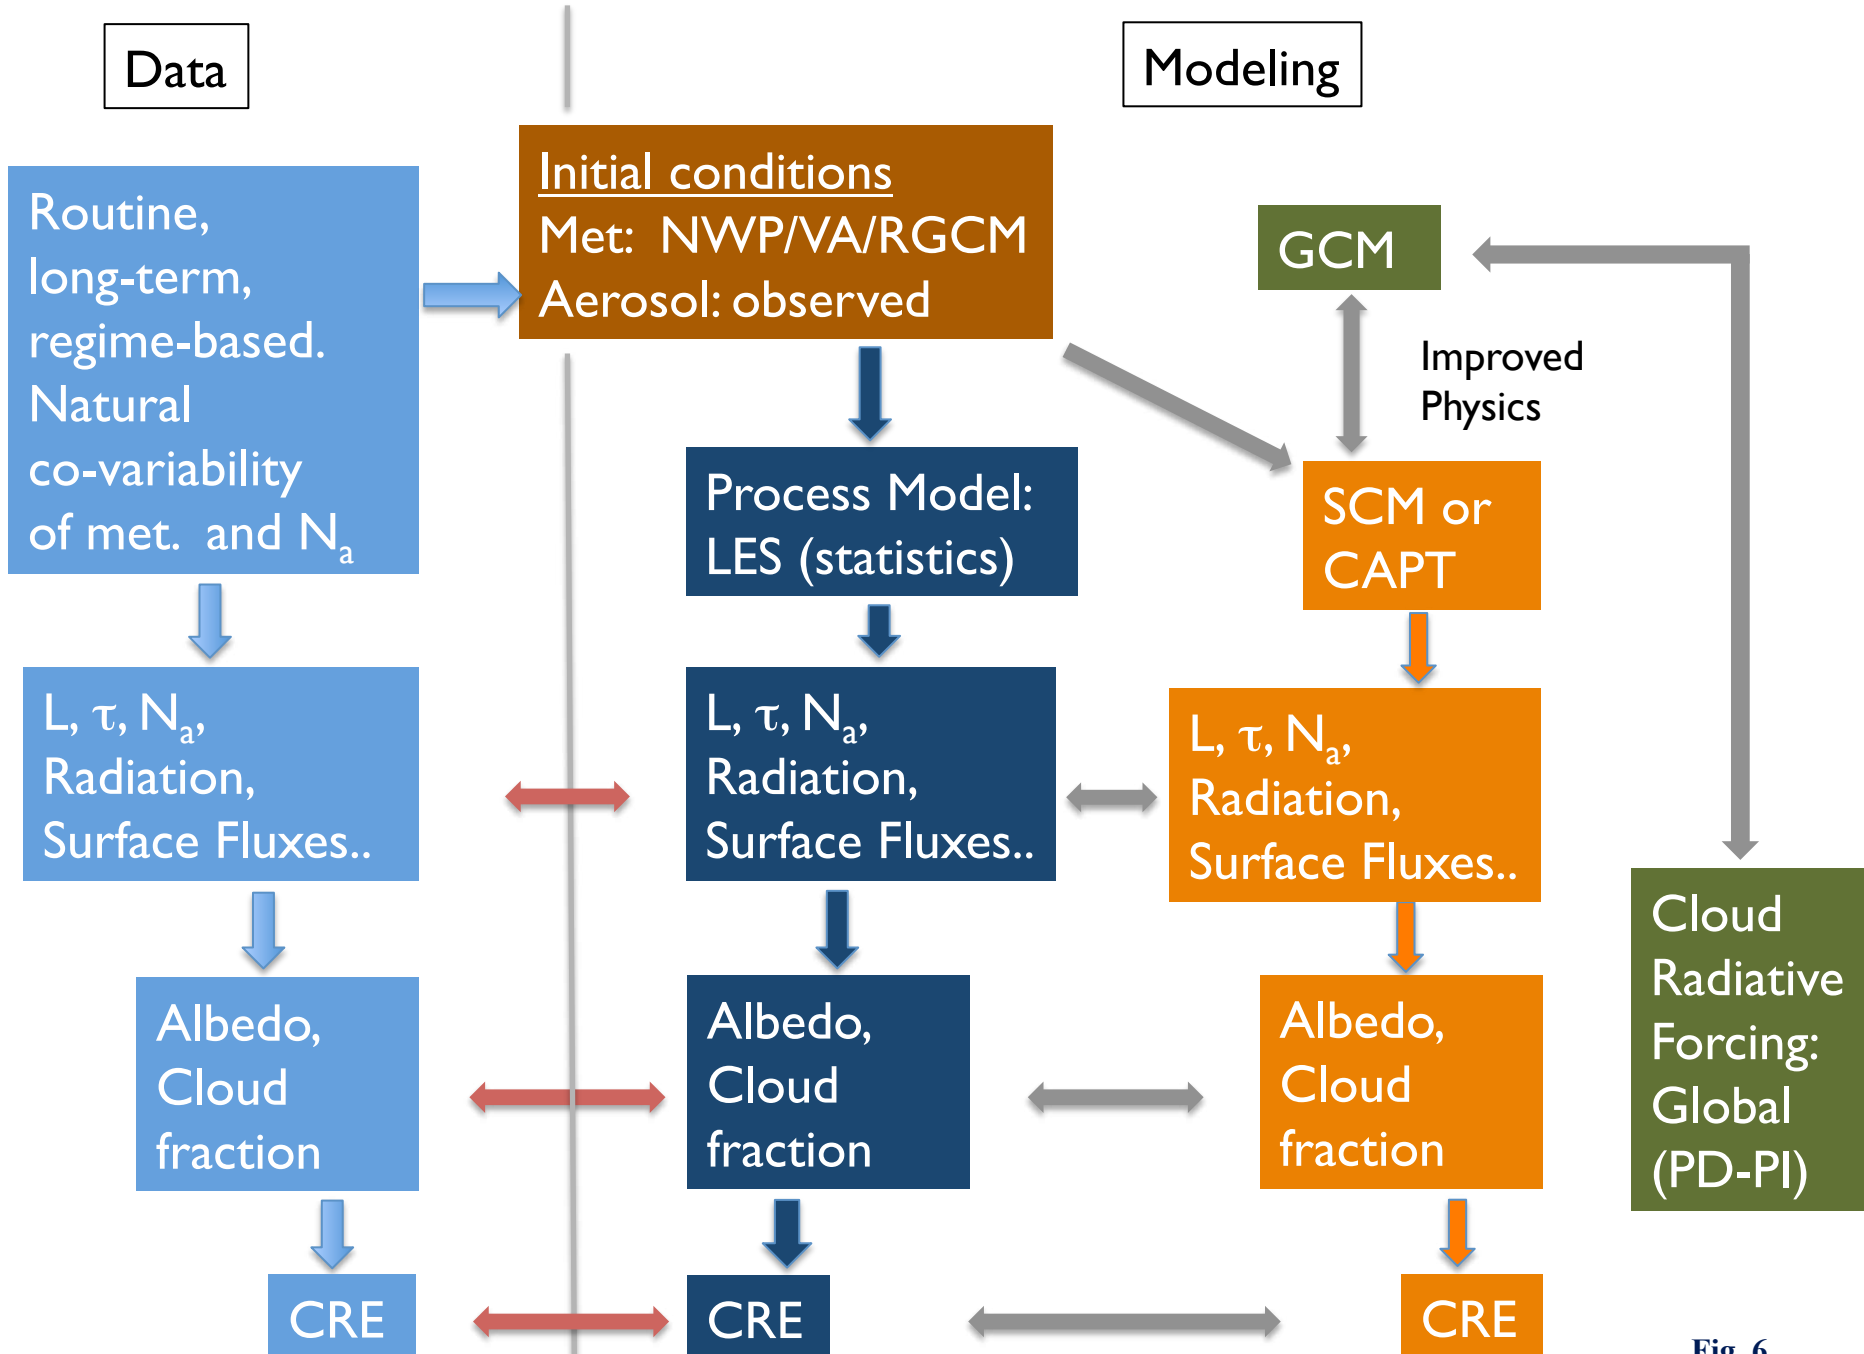 Data
Modeling
Initial conditions
Met:  NWP/VA/RGCM
Aerosol: observed
Routine,
long-term,
regime-based.
Natural
co-variability
of met.  and Na
GCM
Improved
Physics
Process Model:
LES (statistics)
SCM or
CAPT
L, τ, Na,
Radiation,
Surface Fluxes..
L, τ, Na,
Radiation,
Surface Fluxes..
L, τ, Na,
Radiation,
Surface Fluxes..
Cloud
Radiative
Forcing:
Global
(PD-PI)
Albedo,
Cloud
fraction
Albedo,
Cloud
fraction
Albedo,
Cloud
fraction
CRE
CRE
CRE
Fig. 6